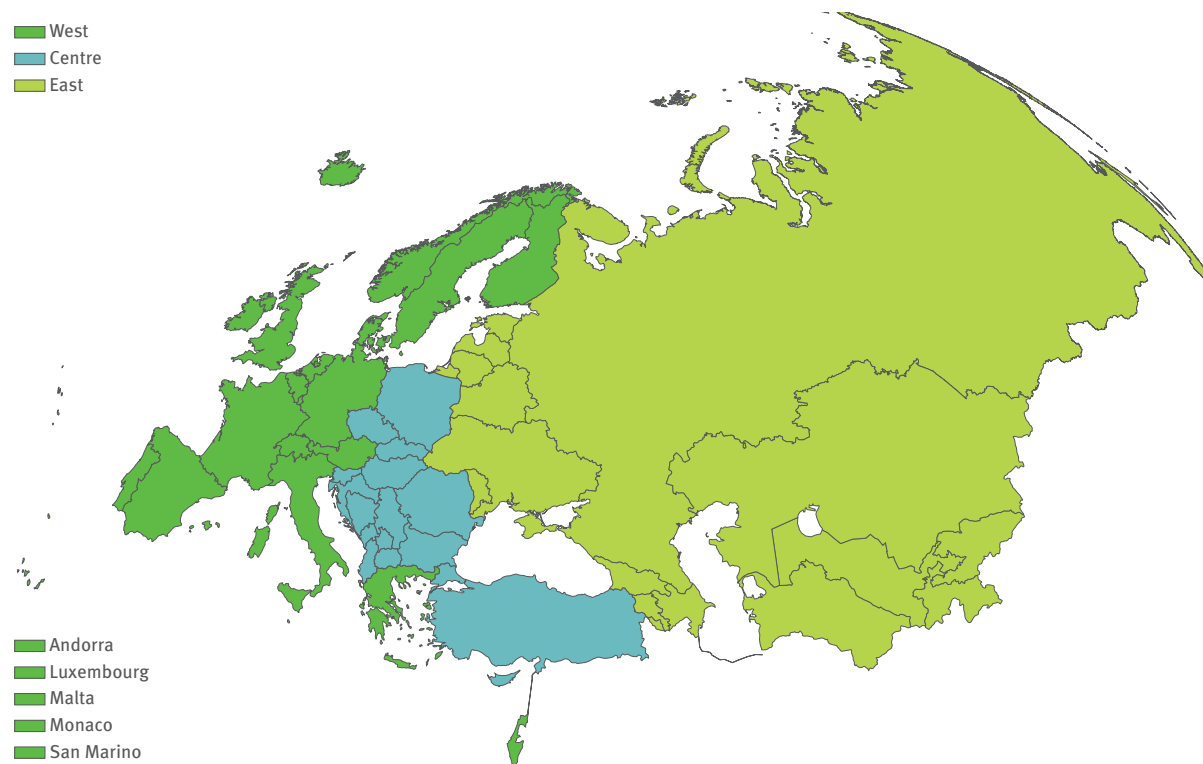 West
Centre
East
Andorra
Luxembourg
Malta
Monaco
San Marino